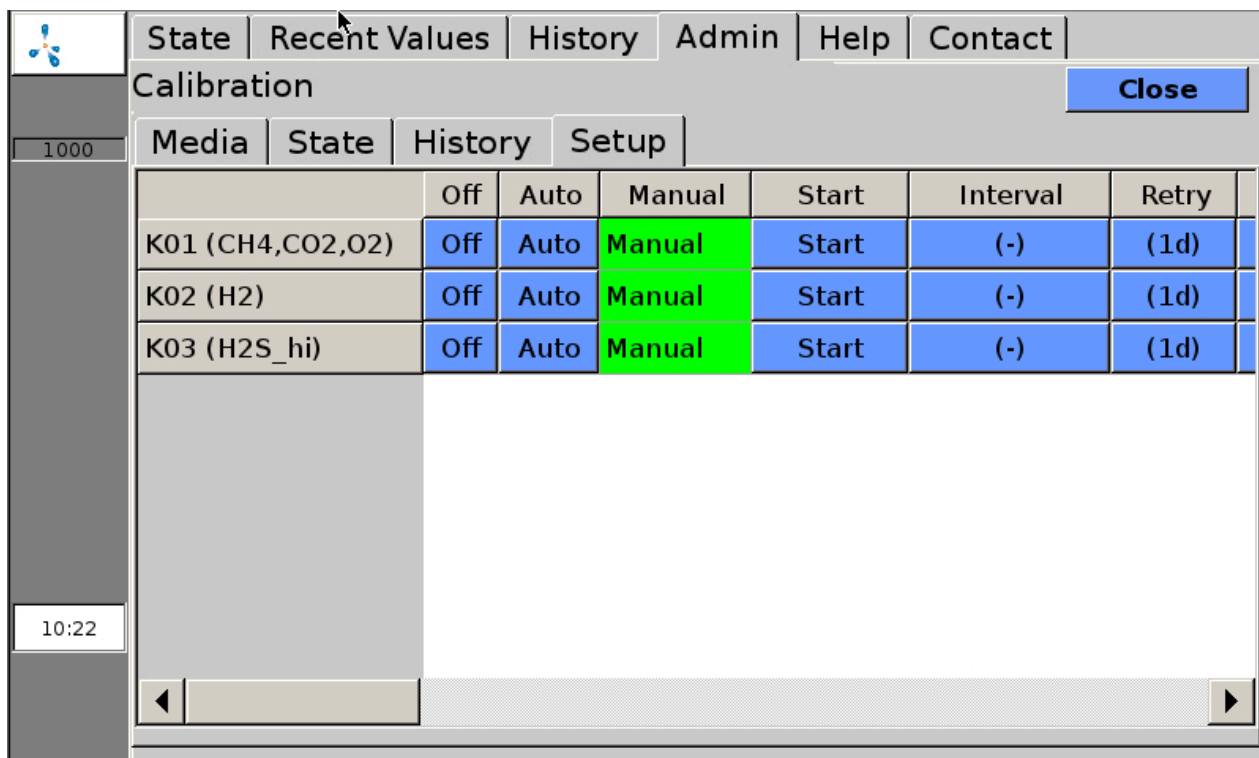 State Recent Values History Admin Help Contact
Calibration Close
1000
Media State History Setup
Off Auto Manual Start Interval Retry
K01 (CH4,CO2,O2) Off Auto Manual Start (-) (1d)
K02 (H2) Off Auto Manual Start (-) (1d)
K03 (H2S_hi) Off Auto Manual Start (-) (1d)
10:22